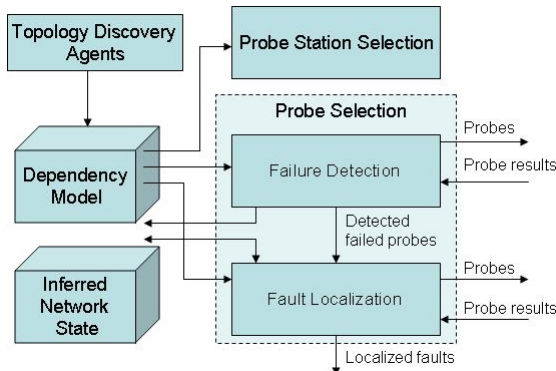 Topology Discovery
Agents
Probe Station Selection
Probe Selection
Dependency
Model
Failure Detection
Probes
Probe results
Detected
failed probes
Inferred
Network
State
Fault Localization
Probes
Probe results
Localized faults